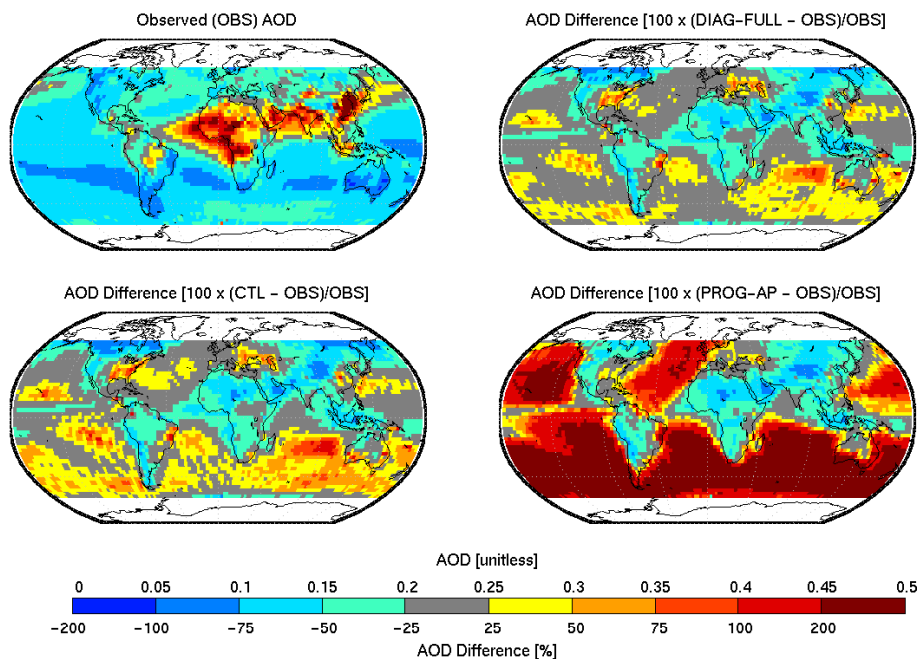 Observed (OBS) AOD
AOD Difference [100 x (DIAG-FULL - OBS)/OBS]
AOD Difference [100 x (CTL - OBS)/OBS]
AOD Difference [100 x (PROG-AP - OBS)/OBS]
AOD [unitless]
0 0.05 0.1 0.15 0.2 0.25 0.3 0.35 0.4 0.45 0.5
-200 -100 -75 -50 -25 25 50 75 100 200
AOD Difference [%]